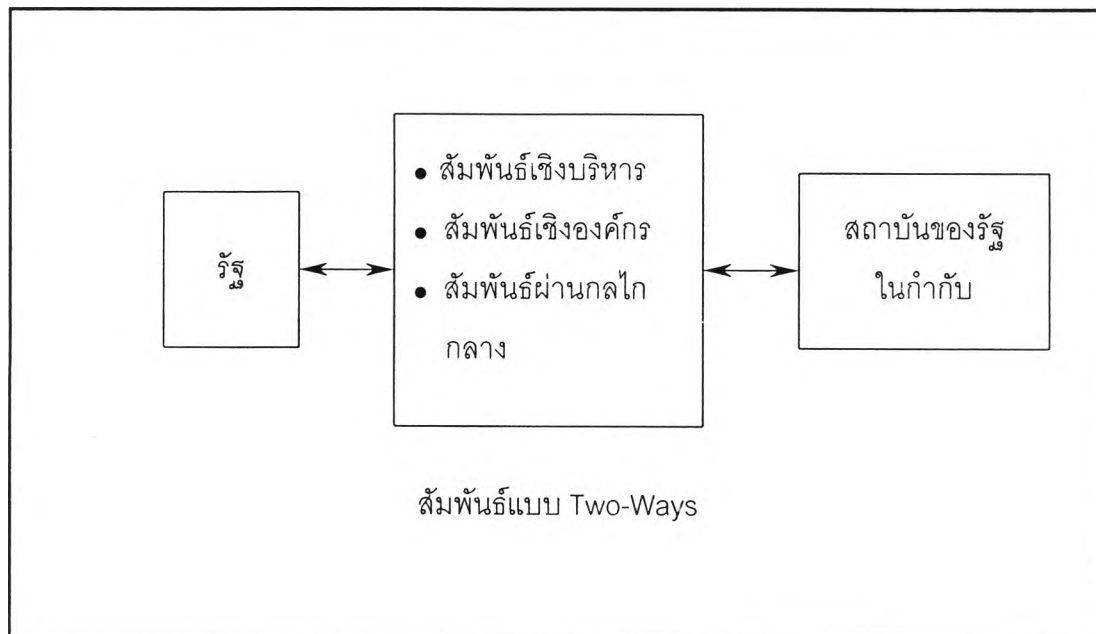 รัฐ
● สัมพันธ์เชิงบริหาร
● สัมพันธ์เชิงองค์กร
● สัมพันธ์ผ่านกลไก
กลาง
สถาบันของรัฐ
ในกำกับ
สัมพันธ์แบบ Two-Ways